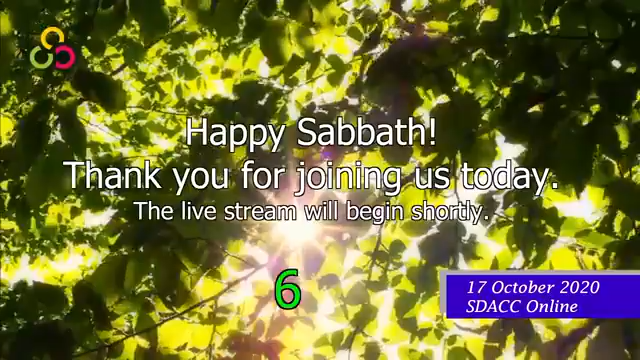 Happy Sabbath!
Thank you for joining us today.
The live stream will begin shortly.
6
17 October 2020
SDACC Online